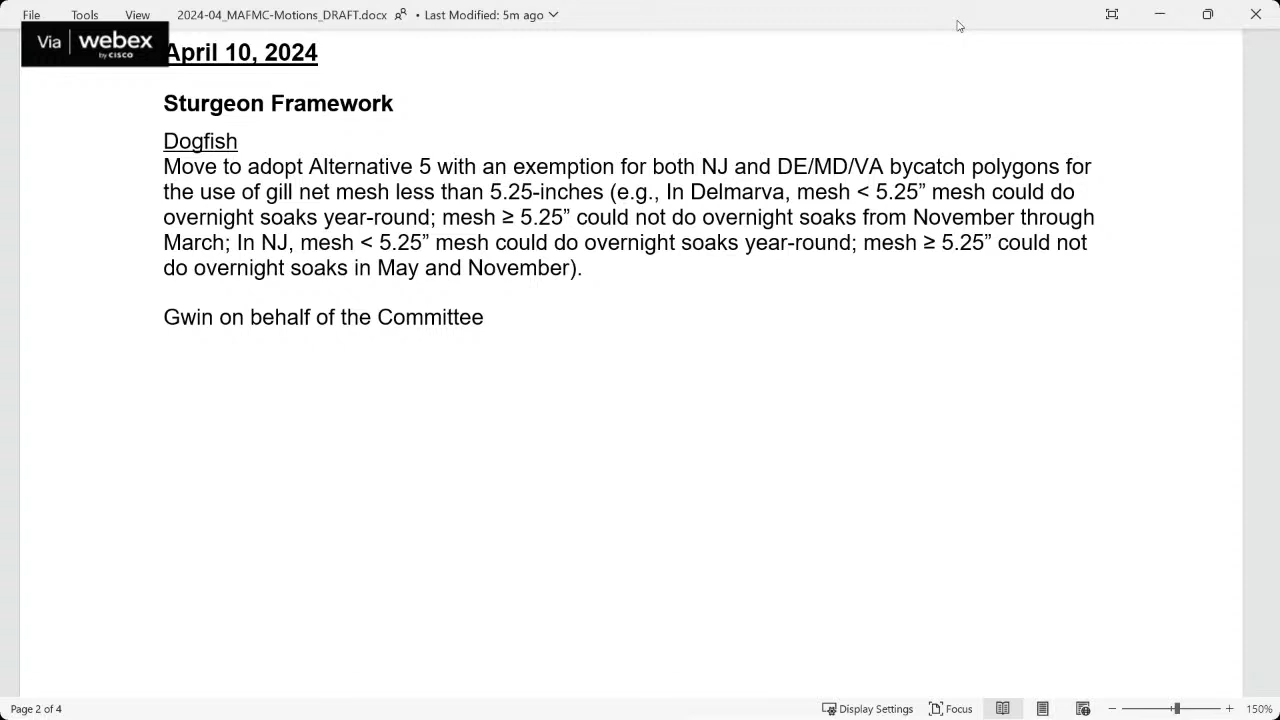 File Tools View 2024-04_MAFMC-Motions_DRAFT.docx • Last Modified: 5m ago
Via webex
by CISCO
April 10, 2024
Sturgeon Framework
Dogfish
Move to adopt Alternative 5 with an exemption for both NJ and DE/MD/VA bycatch polygons for
the use of gill net mesh less than 5.25-inches (e.g., In Delmarva, mesh < 5.25” mesh could do
overnight soaks year-round; mesh ≥ 5.25” could not do overnight soaks from November through
March; In NJ, mesh < 5.25” mesh could do overnight soaks year-round; mesh ≥ 5.25” could not
do overnight soaks in May and November).
Gwin on behalf of the Committee
Page 2 of 4 Display Settings Focus 150%